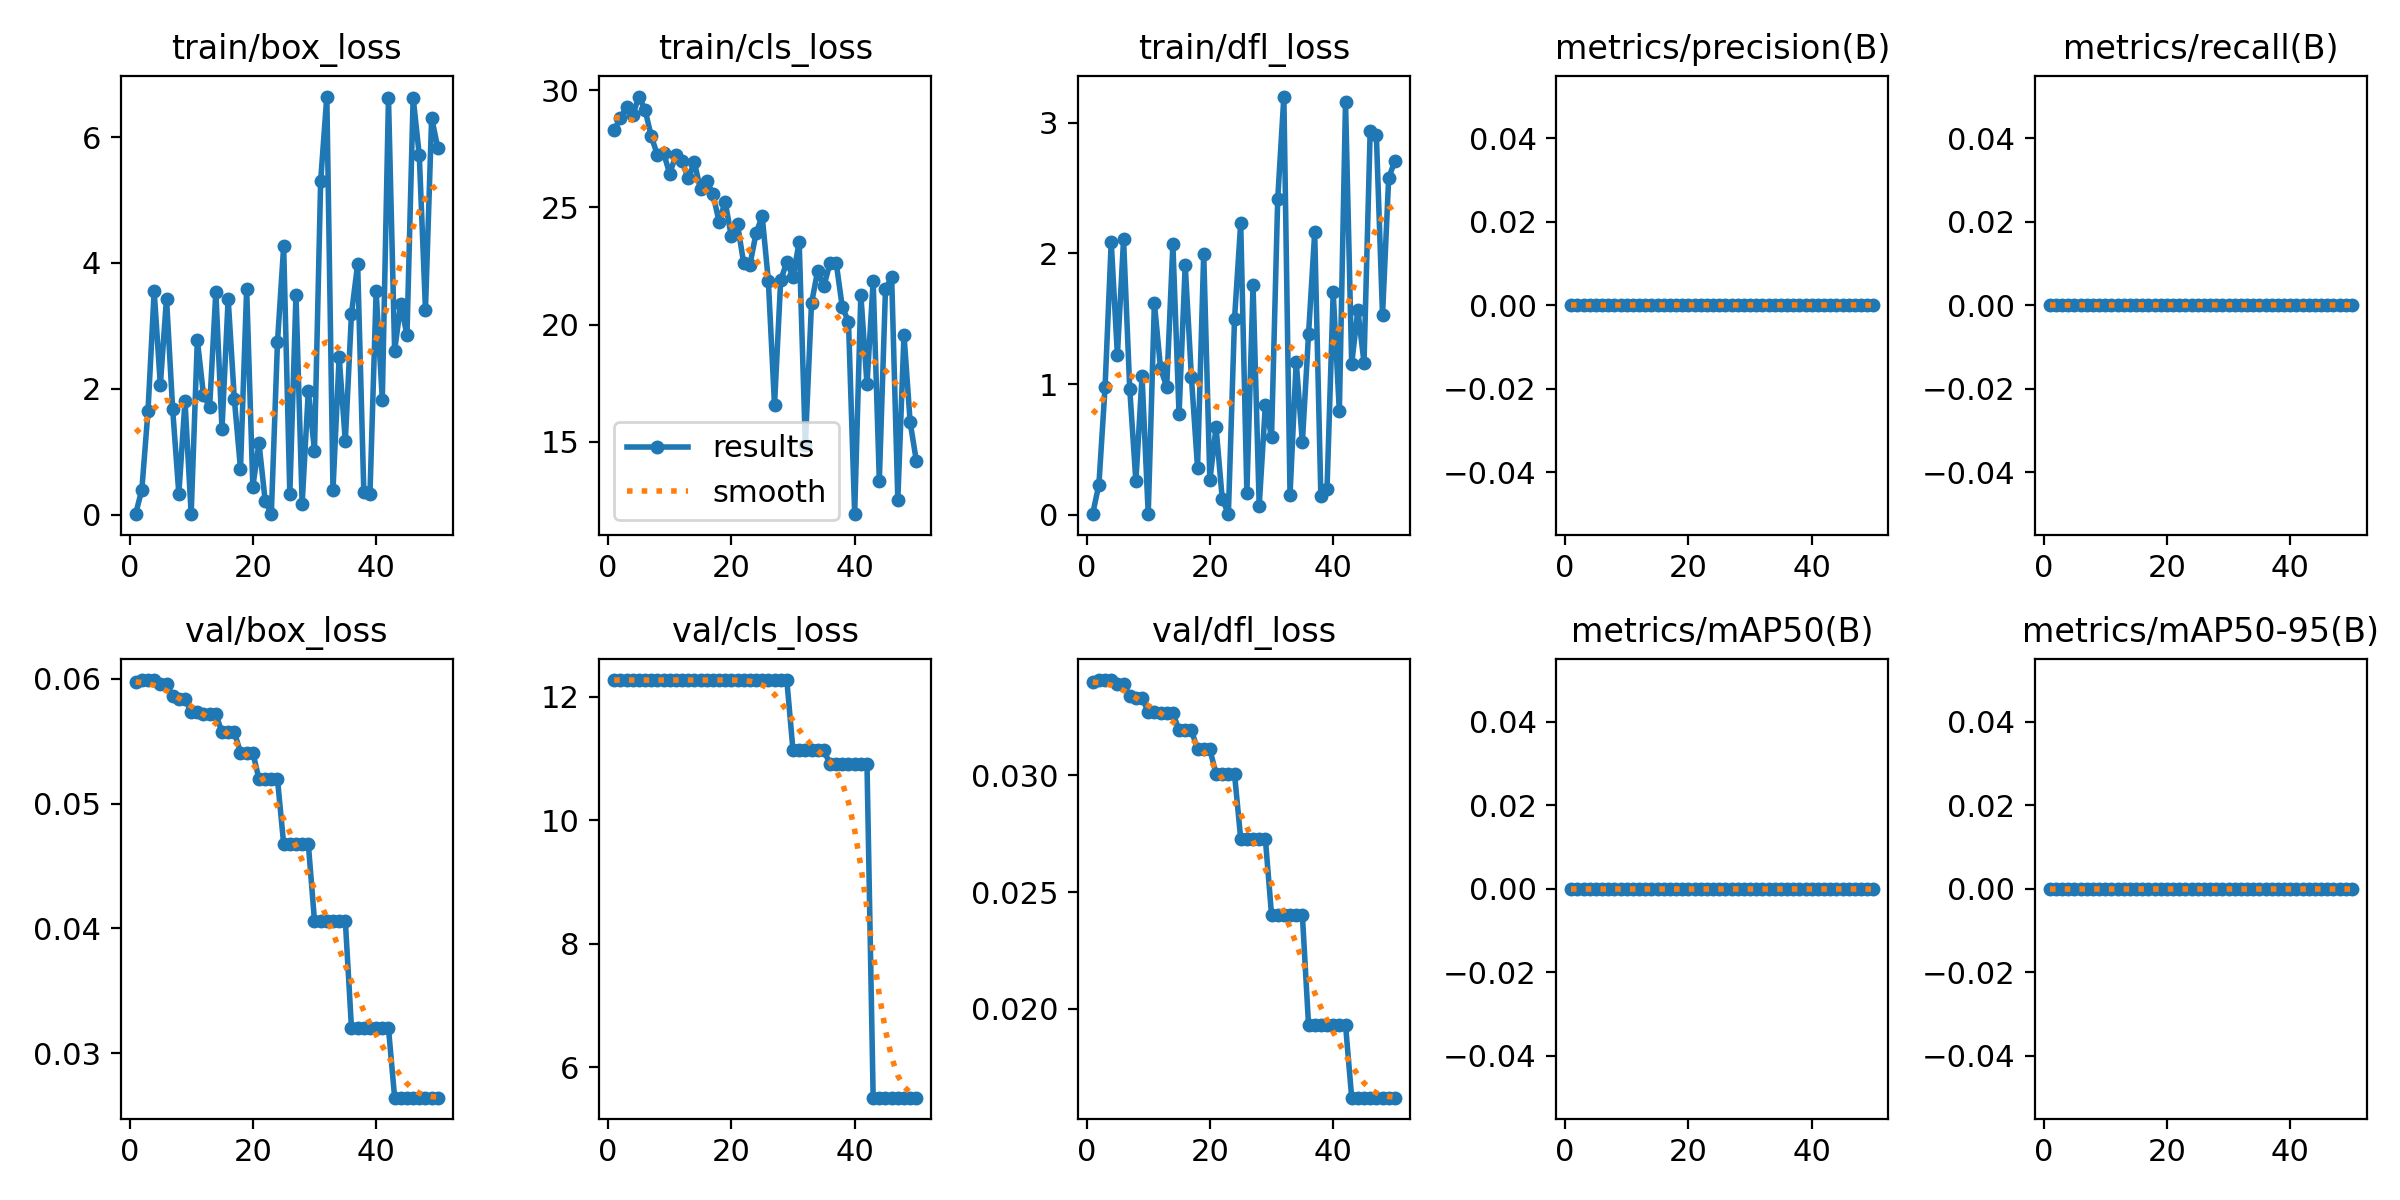 train/box_loss
train/cls_loss
train/dfl_loss
metrics/precision(B)
metrics/recall(B)
6
4
2
0
0 20 40
30
25
20
15
results
smooth
0 20 40
3
2
1
0
0 20 40
0.04
0.02
0.00
−0.02
−0.04
0 20 40
0.04
0.02
0.00
−0.02
−0.04
0 20 40
val/box_loss
val/cls_loss
val/dfl_loss
metrics/mAP50(B)
metrics/mAP50-95(B)
0.06
0.05
0.04
0.03
0 20 40
12
10
8
6
0 20 40
0.030
0.025
0.020
0 20 40
0.04
0.02
0.00
−0.02
−0.04
0 20 40
0.04
0.02
0.00
−0.02
−0.04
0 20 40